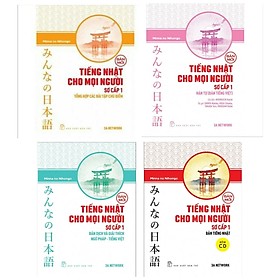 Minna no Nihongo
BẢN MỚI
TIẾNG NHẬT
CHO MỌI NGƯỜI
SƠ CẤP 1
TỔNG HỢP CÁC BÀI TẬP CHỦ ĐIỂM
みんなの日本語
3A NETWORK
Minna no Nihongo
BẢN MỚI
TIẾNG NHẬT
CHO MỌI NGƯỜI
SƠ CẤP 1
HÁN TỰ (BẢN TIẾNG VIỆT)
みんなの日本語
3A NETWORK
Minna no Nihongo
BẢN MỚI
TIẾNG NHẬT
CHO MỌI NGƯỜI
SƠ CẤP 1
BẢN DỊCH VÀ GIẢI THÍCH
NGỮ PHÁP - TIẾNG VIỆT
みんなの日本語
3A NETWORK
Minna no Nihongo
BẢN MỚI
TIẾNG NHẬT
CHO MỌI NGƯỜI
SƠ CẤP 1
BẢN TIẾNG NHẬT
CD
みんなの日本語
3A NETWORK